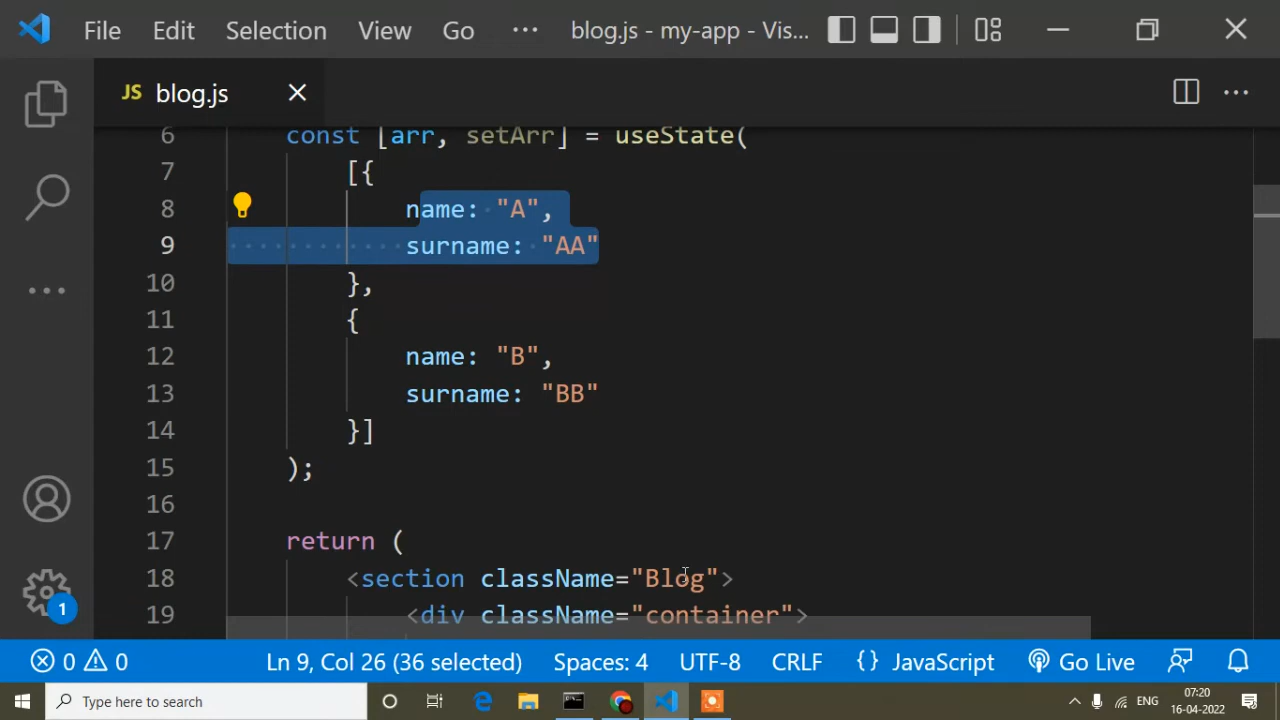 File Edit Selection View Go ··· blog.js - my-app - Vis...
JS blog.js
6 const [arr, setArr] = useState(
7 [{
8 name: "A",
9 surname: "AA"
10 },
11 {
12 name: "B",
13 surname: "BB"
14 }]
15 );
16
17 return (
18 <section className="Blog">
19 <div className="container">
1
0 0 Ln 9, Col 26 (36 selected) Spaces: 4 UTF-8 CRLF {} JavaScript Go Live
Type here to search
ENG
07:20
16-04-2022